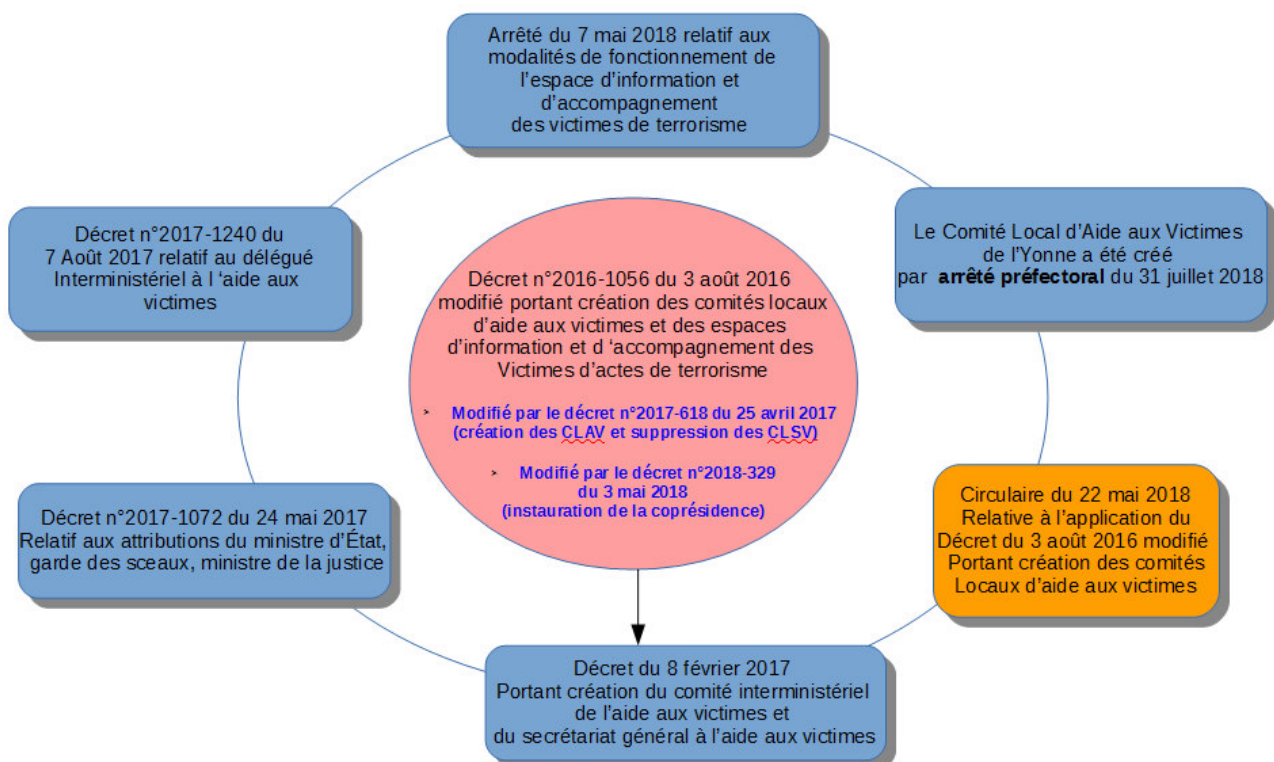 Arrêté du 7 mai 2018 relatif aux
modalités de fonctionnement de
l’espace d’information et
d’accompagnement
des victimes de terrorisme
Décret n°2017-1240 du
7 Août 2017 relatif au délégué
Interministériel à l ‘aide aux
victimes
Le Comité Local d’Aide aux Victimes
de l’Yonne a été créé
par arrêté préfectoral du 31 juillet 2018
Décret n°2016-1056 du 3 août 2016
modifié portant création des comités locaux
d’aide aux victimes et des espaces
d’information et d ‘accompagnement des
Victimes d’actes de terrorisme
➢ Modifié par le décret n°2017-618 du 25 avril 2017
(création des CLAV et suppression des CLSV)
➢ Modifié par le décret n°2018-329
du 3 mai 2018
(instauration de la coprésidence)
Décret n°2017-1072 du 24 mai 2017
Relatif aux attributions du ministre d’État,
garde des sceaux, ministre de la justice
Circulaire du 22 mai 2018
Relative à l’application du
Décret du 3 août 2016 modifié
Portant création des comités
Locaux d’aide aux victimes
Décret du 8 février 2017
Portant création du comité interministériel
de l’aide aux victimes et
du secrétariat général à l’aide aux victimes